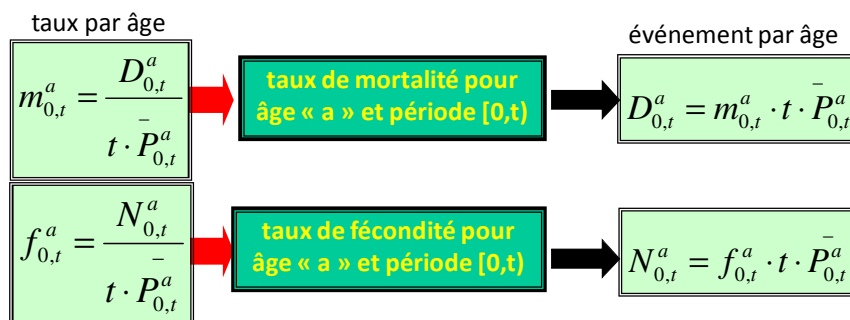 taux par âge
événement par âge
m^a_{0,t} = D^a_{0,t} / (t · P̄^a_{0,t})
taux de mortalité pour
âge « a » et période [0,t)
D^a_{0,t} = m^a_{0,t} · t · P̄^a_{0,t}
f^a_{0,t} = N^a_{0,t} / (t · P̄^a_{0,t})
taux de fécondité pour
âge « a » et période [0,t)
N^a_{0,t} = f^a_{0,t} · t · P̄^a_{0,t}